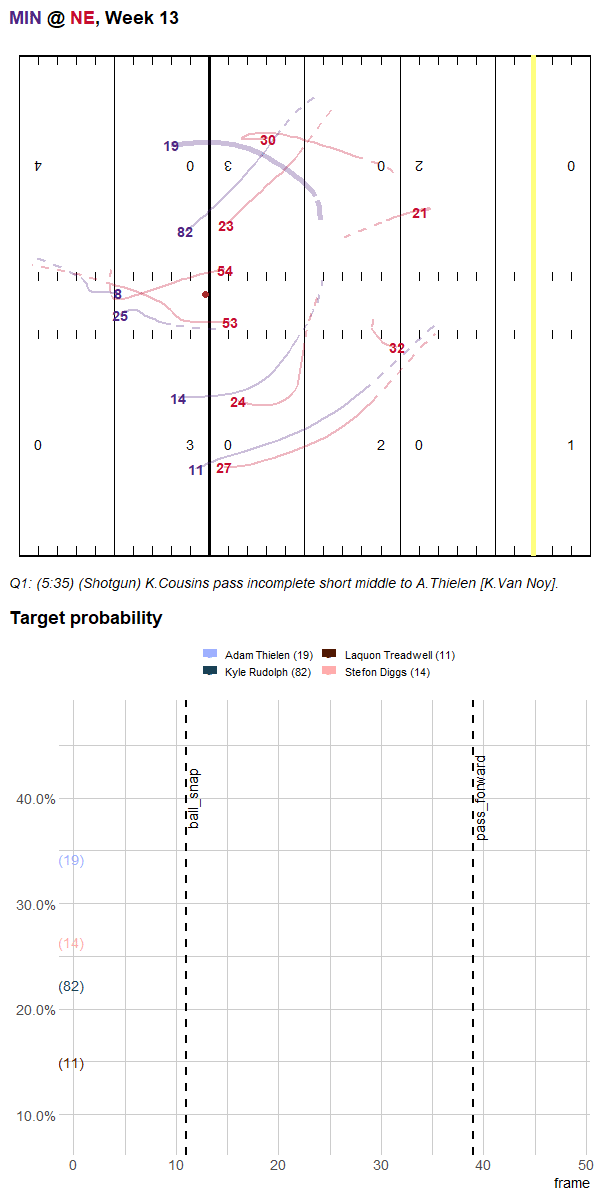 MIN @ NE, Week 13
30
19
4 0 3 0 2 0
21
82 23
54
8
25 53
32
14 24
0 3 0 2 0 1
11 27
Q1: (5:35) (Shotgun) K.Cousins pass incomplete short middle to A.Thielen [K.Van Noy].
Target probability
Adam Thielen (19) Laquon Treadwell (11)
Kyle Rudolph (82) Stefon Diggs (14)
ball_snap
pass_forward
40.0%
(19)
30.0%
(14)
(82)
20.0%
(11)
10.0%
0 10 20 30 40 50
frame